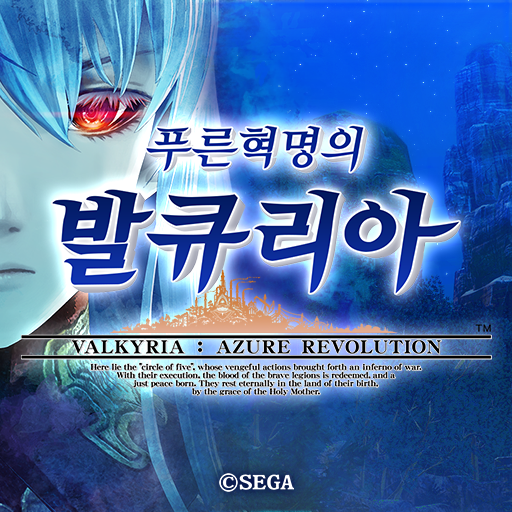 푸른혁명의
발큐리아
TM
VALKYRIA : AZURE REVOLUTION
Here lie the "circle of five", whose vengeful actions brought forth an inferno of war.
With their execution, the blood of the brave legions is redeemed, and a
just peace born. They rest eternally in the land of their birth,
by the grace of the Holy Mother.
©SEGA